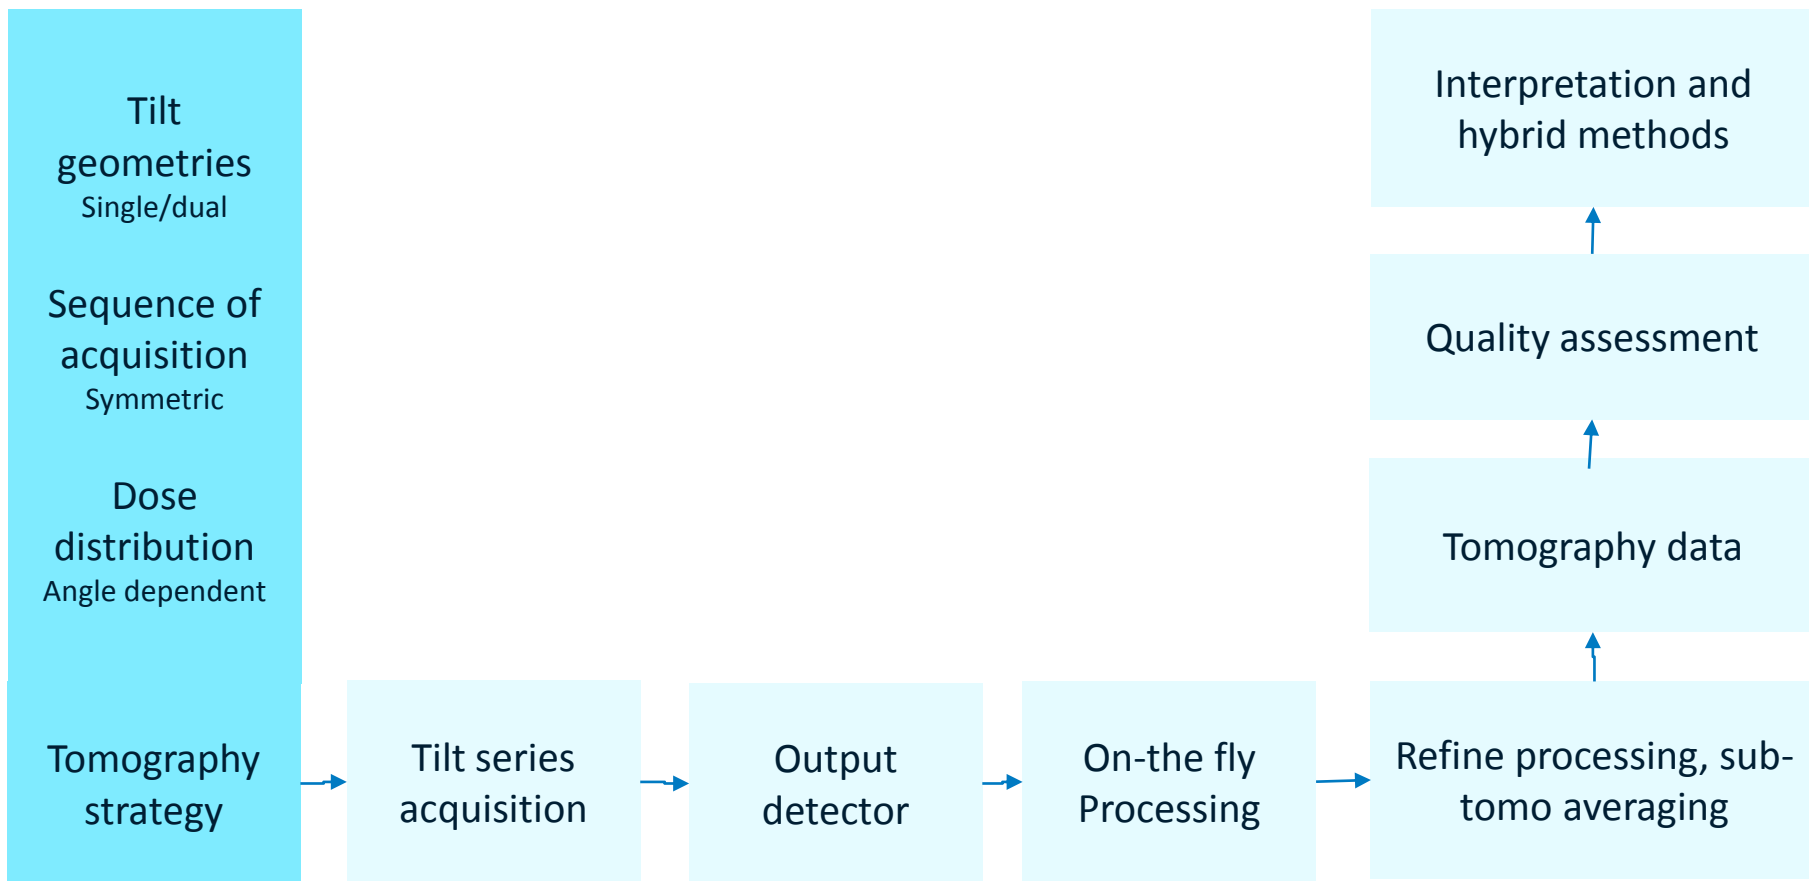 Tilt
geometries
Single/dual
Sequence of
acquisition
Symmetric
Dose
distribution
Angle dependent
Tomography
strategy
Tilt series
acquisition
Output
detector
On-the fly
Processing
Refine processing, sub-
tomo averaging
Tomography data
Quality assessment
Interpretation and
hybrid methods